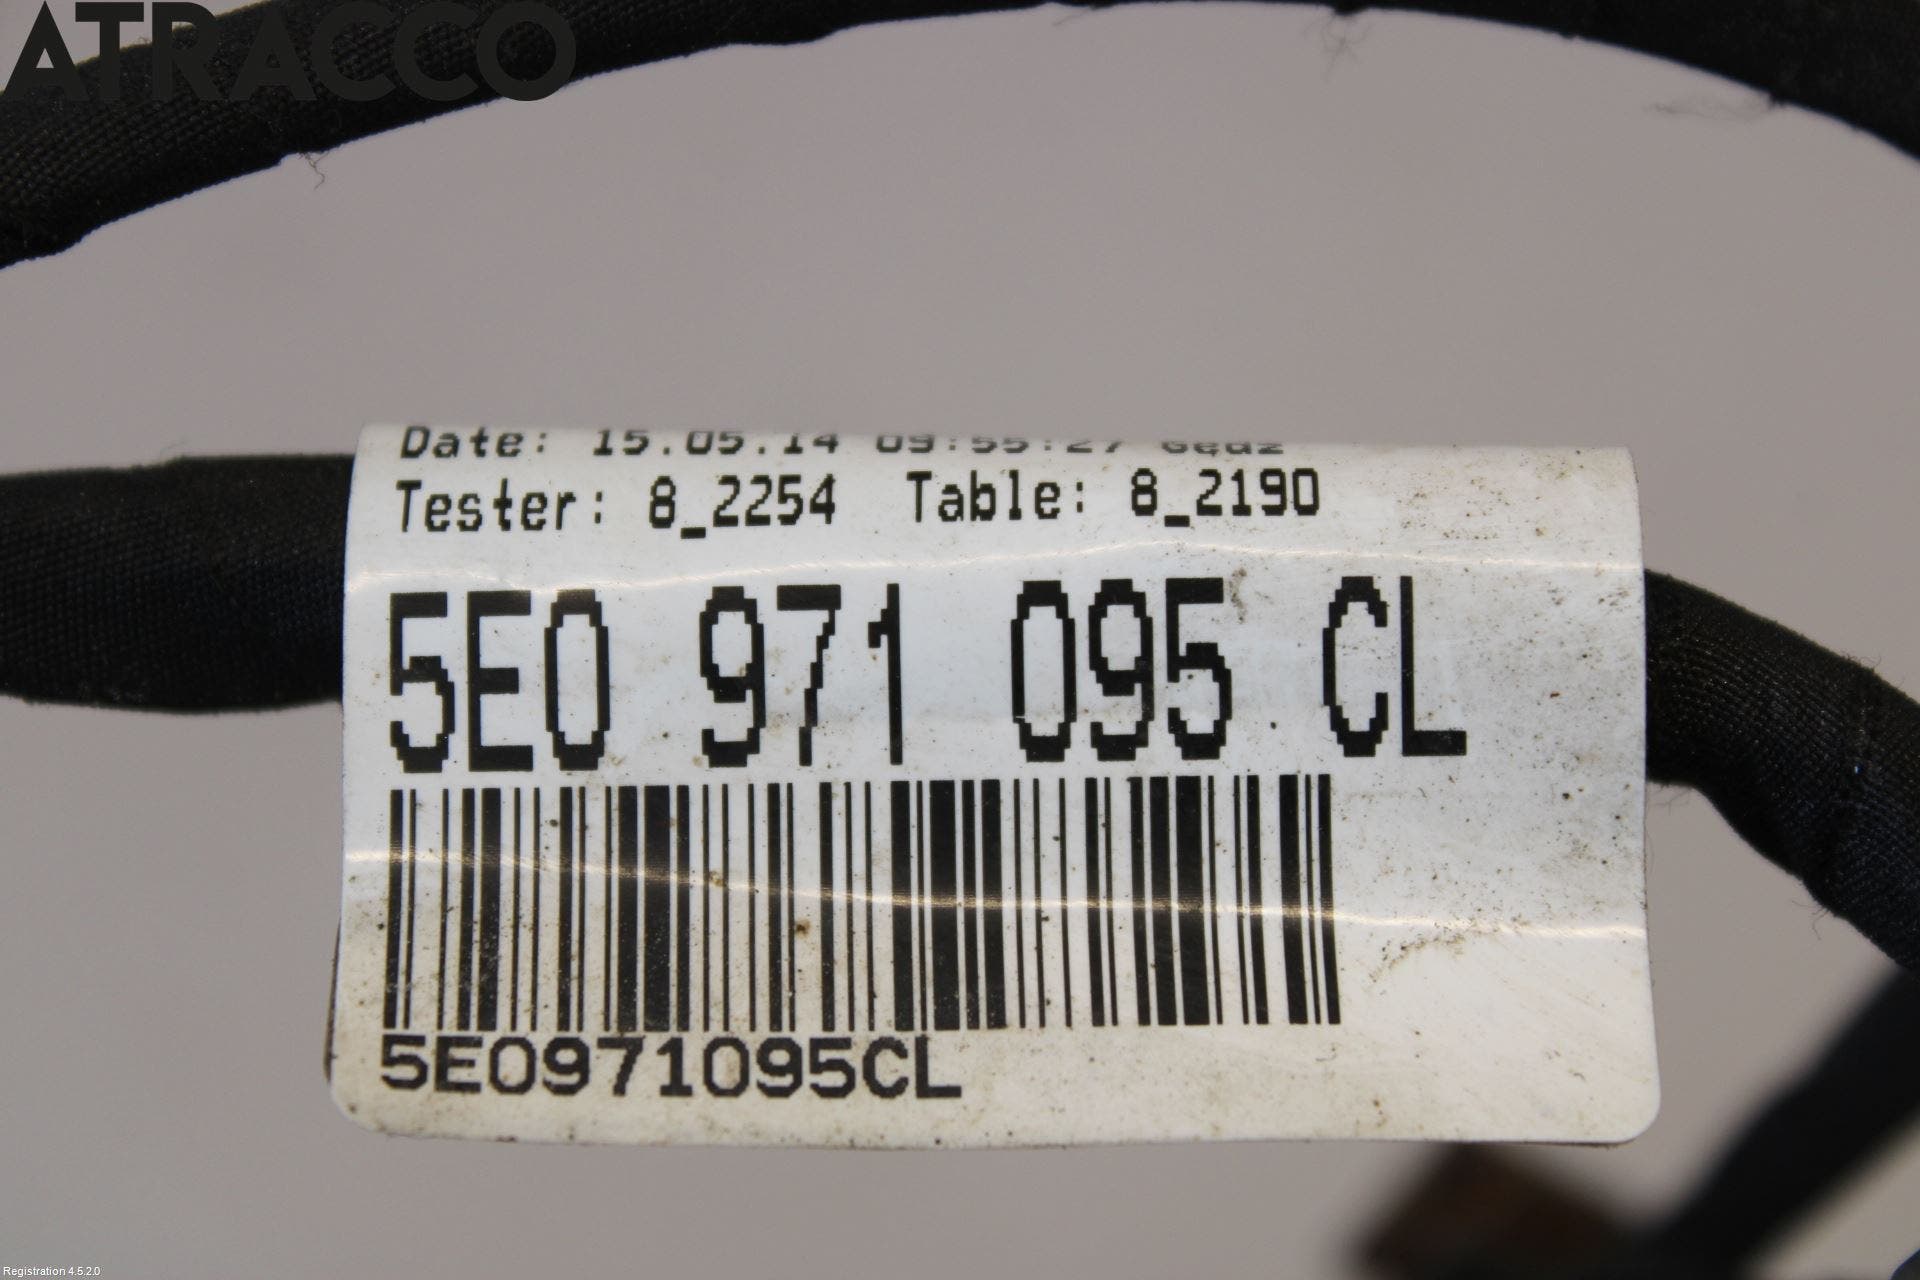 ATRACCO
Date: 15.05.14 09:55:27
Tester: 8_2254 Table: 8_2190
5E0 971 095 CL
5E0971095CL
Registration 4.5.2.0